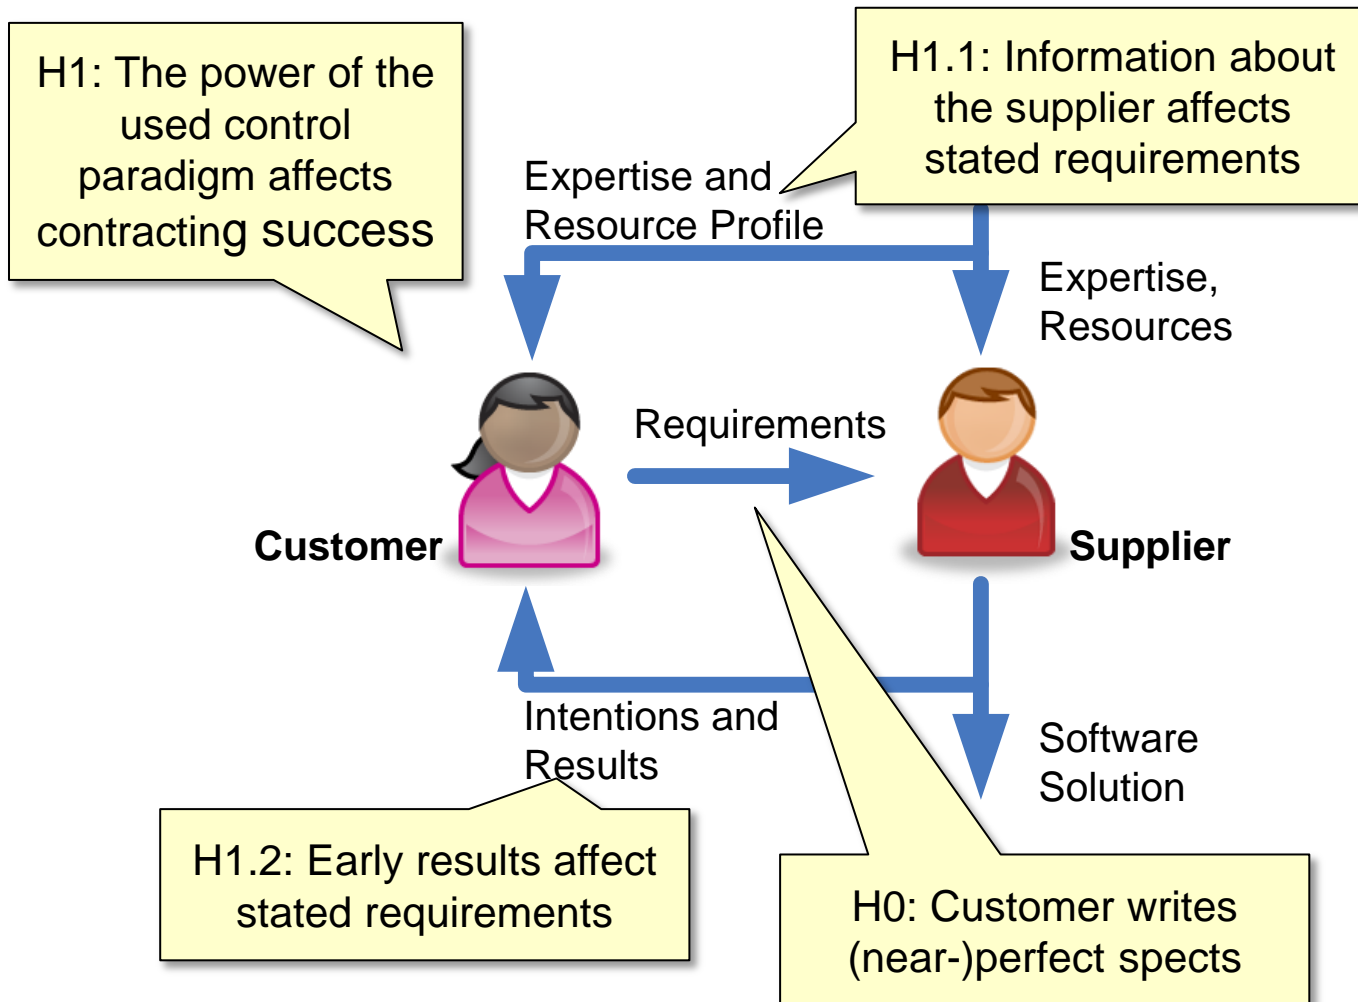 H1: The power of the
used control
paradigm affects
contracting success
H1.1: Information about
the supplier affects
stated requirements
Expertise and
Resource Profile
Expertise,
Resources
Requirements
Customer
Supplier
Intentions and
Results
Software
Solution
H1.2: Early results affect
stated requirements
H0: Customer writes
(near-)perfect spects